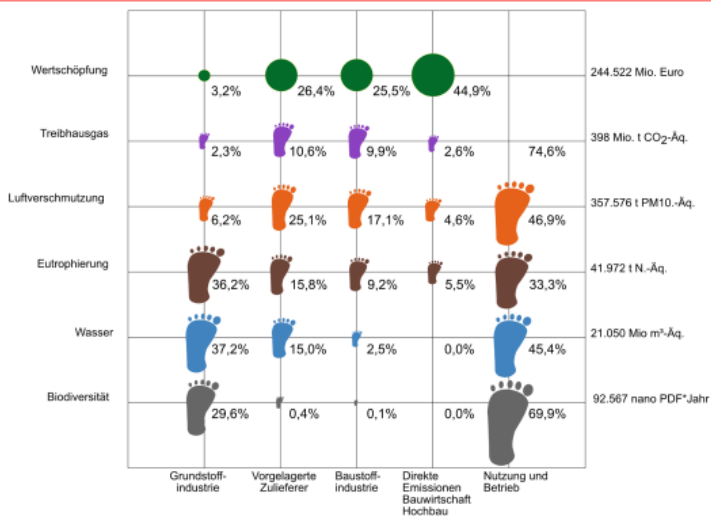 Wertschöpfung
3,2% 26,4% 25,5% 44,9%
244.522 Mio. Euro
Treibhausgas
2,3% 10,6% 9,9% 2,6% 74,6%
398 Mio. t CO₂-Äq.
Luftverschmutzung
6,2% 25,1% 17,1% 4,6% 46,9%
357.576 t PM10.-Äq.
Eutrophierung
36,2% 15,8% 9,2% 5,5% 33,3%
41.972 t N.-Äq.
Wasser
37,2% 15,0% 2,5% 0,0% 45,4%
21.050 Mio m³-Äq.
Biodiversität
29,6% 0,4% 0,1% 0,0% 69,9%
92.567 nano PDF*Jahr
Grundstoff-
industrie
Vorgelagerte
Zulieferer
Baustoff-
industrie
Direkte
Emissionen
Bauwirtschaft
Hochbau
Nutzung und
Betrieb